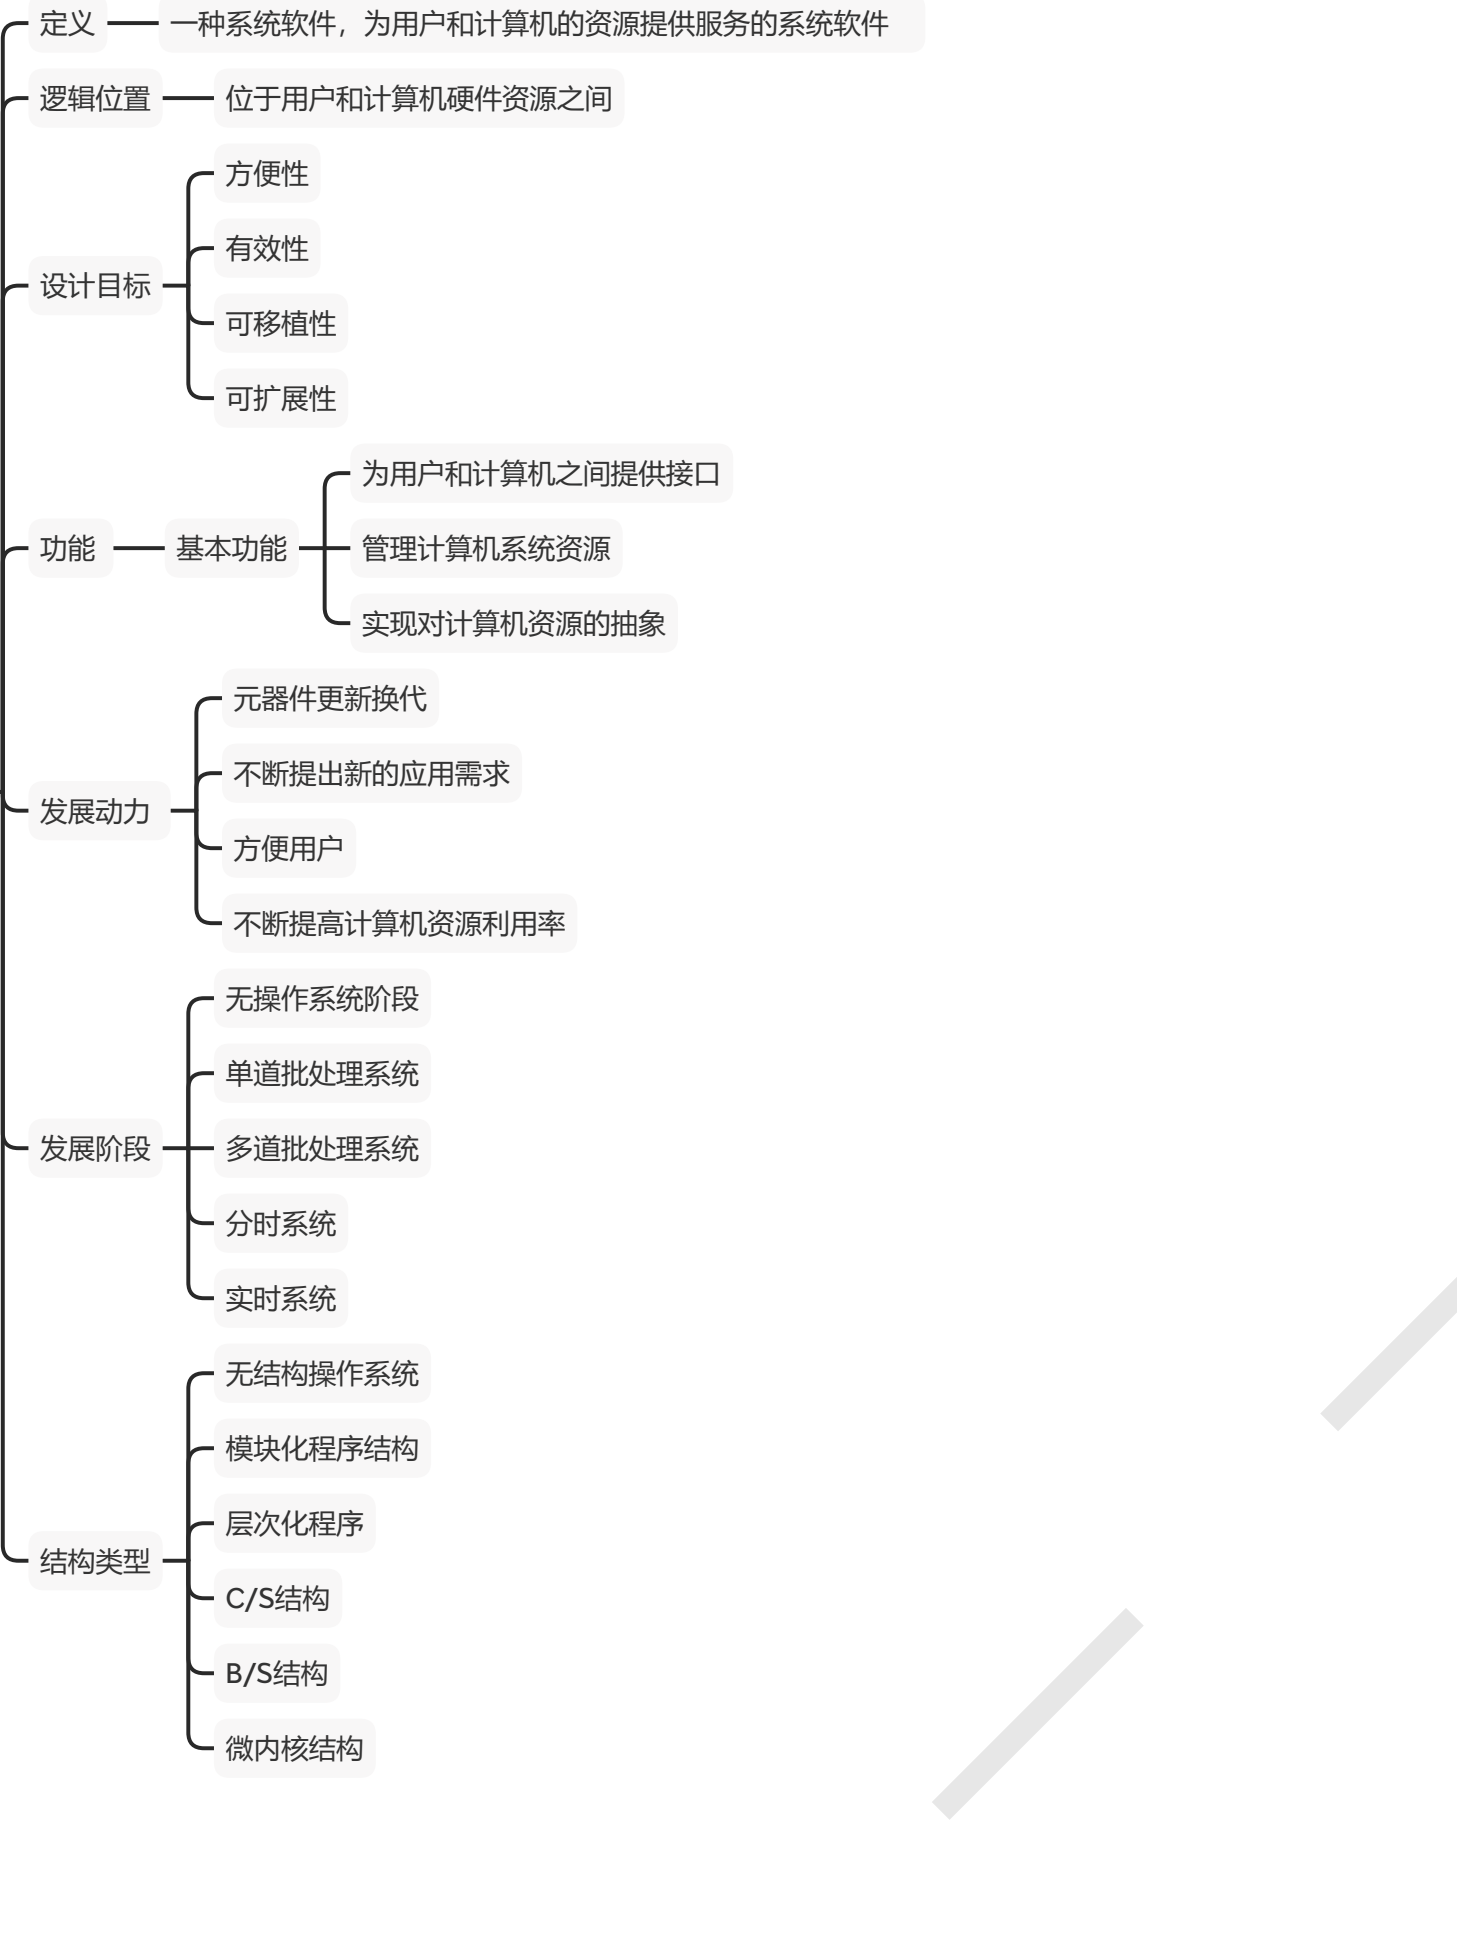 定义
一种系统软件，为用户和计算机的资源提供服务的系统软件
逻辑位置
位于用户和计算机硬件资源之间
设计目标
方便性
有效性
可移植性
可扩展性
功能
基本功能
为用户和计算机之间提供接口
管理计算机系统资源
实现对计算机资源的抽象
发展动力
元器件更新换代
不断提出新的应用需求
方便用户
不断提高计算机资源利用率
发展阶段
无操作系统阶段
单道批处理系统
多道批处理系统
分时系统
实时系统
结构类型
无结构操作系统
模块化程序结构
层次化程序
C/S结构
B/S结构
微内核结构